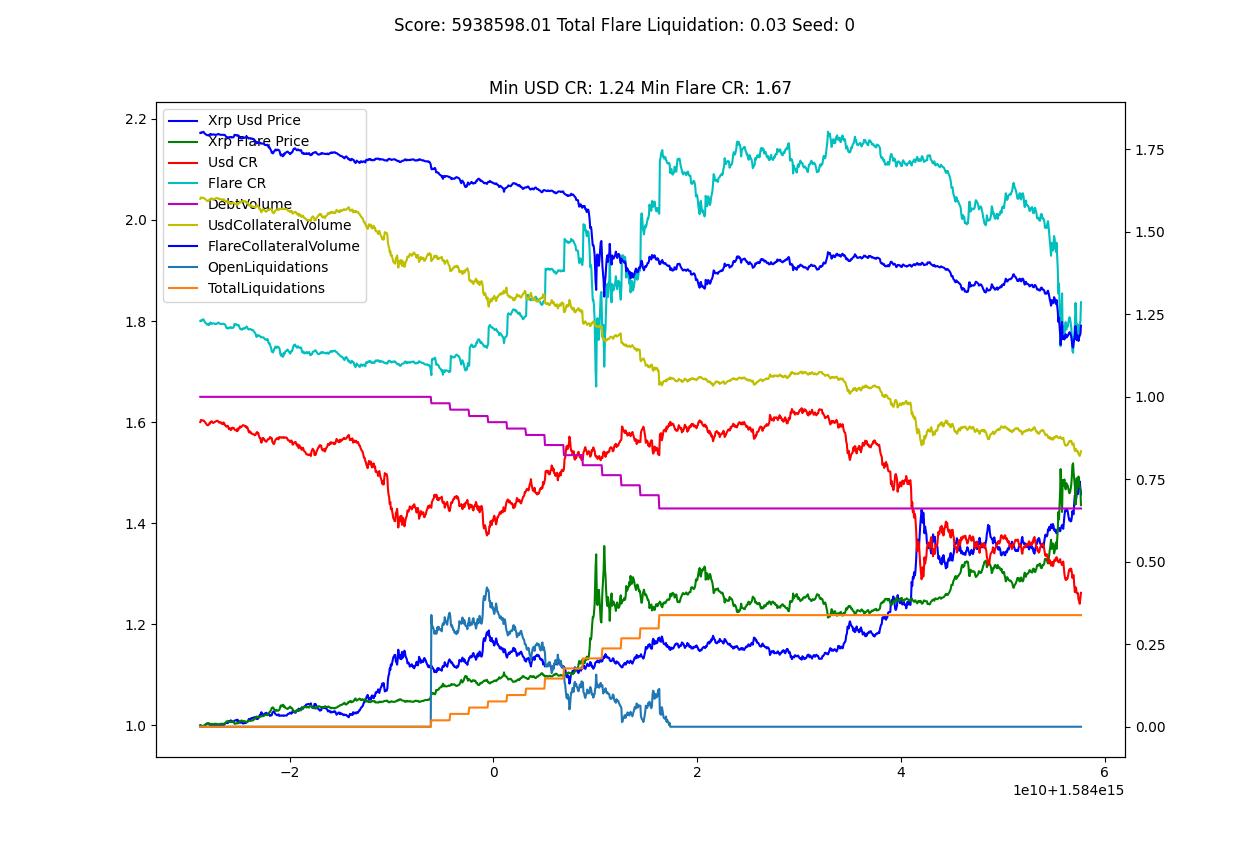 Score: 5938598.01 Total Flare Liquidation: 0.03 Seed: 0
Min USD CR: 1.24 Min Flare CR: 1.67
Xrp Usd Price
Xrp Flare Price
Usd CR
Flare CR
DebtVolume
UsdCollateralVolume
FlareCollateralVolume
OpenLiquidations
TotalLiquidations
2.2
2.0
1.8
1.6
1.4
1.2
1.0
1.75
1.50
1.25
1.00
0.75
0.50
0.25
0.00
−2
0
2
4
6
1e10+1.584e15